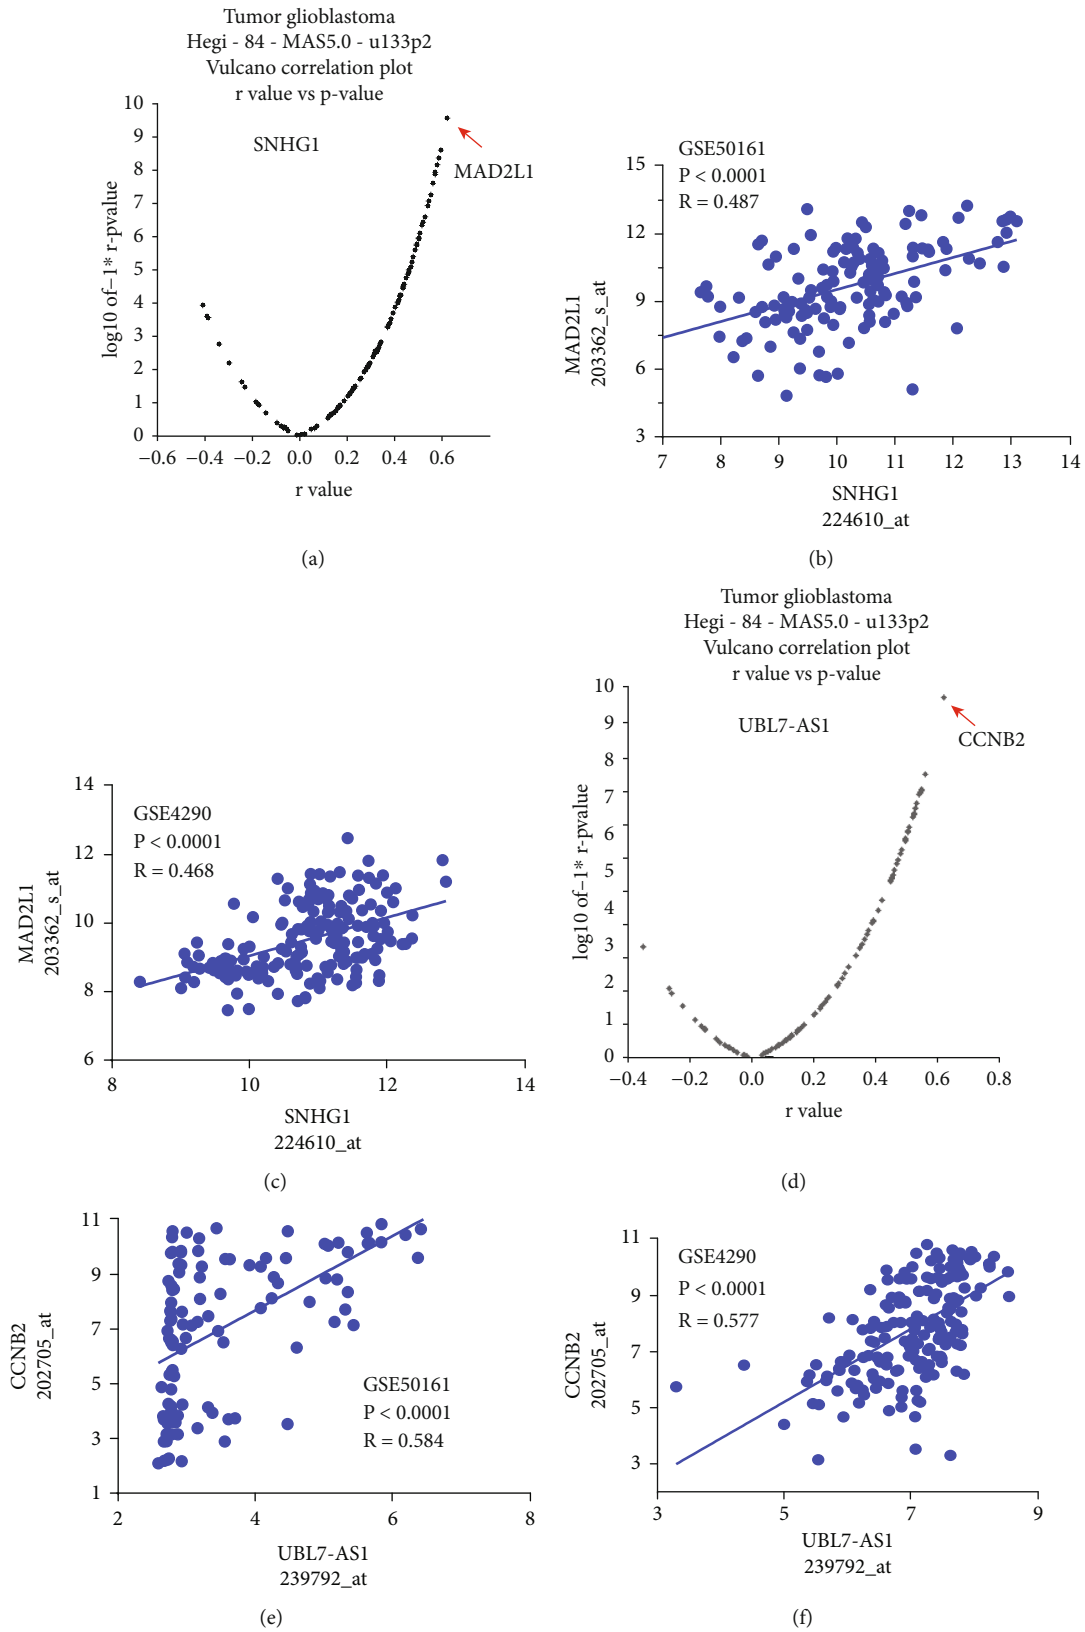 Tumor glioblastoma
Hegi - 84 - MAS5.0 - u133p2
Vulcano correlation plot
r value vs p-value
SNHG1
MAD2L1
log10 of−1* r-pvalue
10
9
8
7
6
5
4
3
2
1
0
−0.6 −0.4 −0.2 0.0 0.2 0.4 0.6
r value
(a)
GSE50161
P < 0.0001
R = 0.487
MAD2L1
203362_s_at
15
12
9
6
3
7 8 9 10 11 12 13 14
SNHG1
224610_at
(b)
GSE4290
P < 0.0001
R = 0.468
MAD2L1
203362_s_at
14
12
10
8
6
8 10 12 14
SNHG1
224610_at
(c)
Tumor glioblastoma
Hegi - 84 - MAS5.0 - u133p2
Vulcano correlation plot
r value vs p-value
UBL7-AS1
CCNB2
log10 of−1* r-pvalue
10
9
8
7
6
5
4
3
2
1
0
−0.4 −0.2 0.0 0.2 0.4 0.6 0.8
r value
(d)
CCNB2
202705_at
11
9
7
5
3
1
GSE50161
P < 0.0001
R = 0.584
2 4 6 8
UBL7-AS1
239792_at
(e)
GSE4290
P < 0.0001
R = 0.577
CCNB2
202705_at
11
9
7
5
3
3 5 7 9
UBL7-AS1
239792_at
(f)